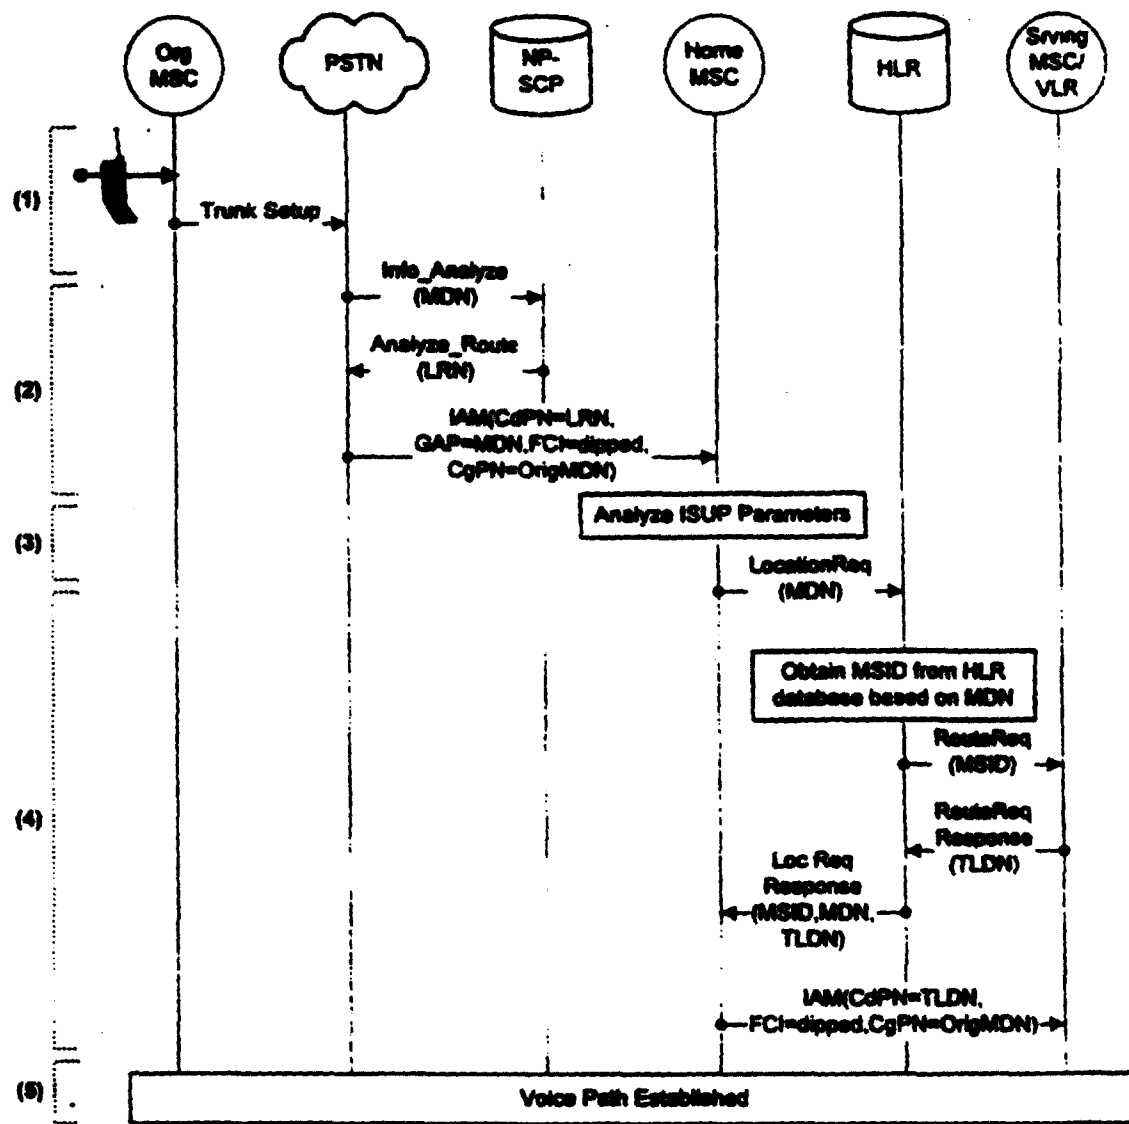 Org
MSC
PSTN
NP-
SCP
Home
MSC
HLR
Srving
MSC/
VLR
(1)
Trunk Setup
Info_Analyze
(MDN)
Analyze_Route
(LRN)
(2)
IAM(CdPN=LRN,
GAP=MDN,FCI=dipped,
CgPN=OrigMDN)
Analyze ISUP Parameters
(3)
LocationReq
(MDN)
Obtain MSID from HLR
database based on MDN
RouteReq
(MSID)
(4)
RouteReq
Response
(TLDN)
Loc Req
Response
(MSID,MDN,
TLDN)
IAM(CdPN=TLDN,
FCI=dipped,CgPN=OrigMDN)
(5)
Voice Path Established